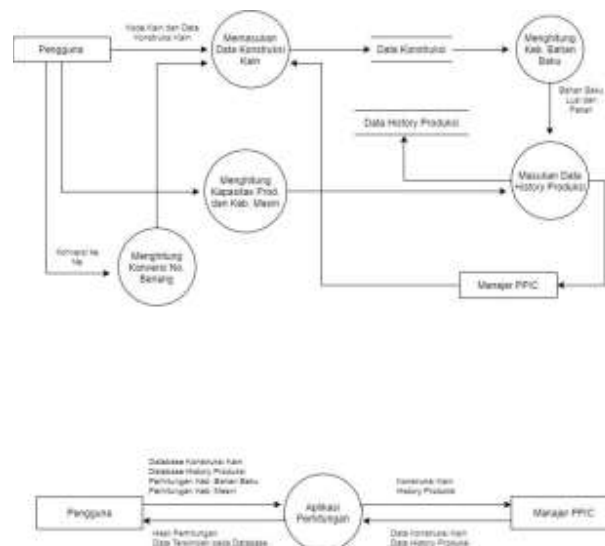 Kode Kain dan Data
Konstruksi Kain
Pengguna
Memasukan
Data Konstruksi
Kain
Data Konstruksi
Menghitung
Keb. Bahan
Baku
Bahan Baku
Lusi dan
Pakan
Data History Produksi
Menghitung
Kapasitas Prod.
dan Keb. Mesin
Masukan Data
History Produksi
Konversi ke
Ne
Menghitung
Konversi No.
Benang
Manajer PPIC
Database Konstruksi Kain
Database History Produksi
Perhitungan Keb. Bahan Baku
Perhitungan Keb. Mesin
Konstruksi Kain
History Produksi
Pengguna
Aplikasi
Perhitungan
Manajer PPIC
Hasil Perhitungan
Data Tersimpan pada Database
Data Konstruksi Kain
Data History Produksi